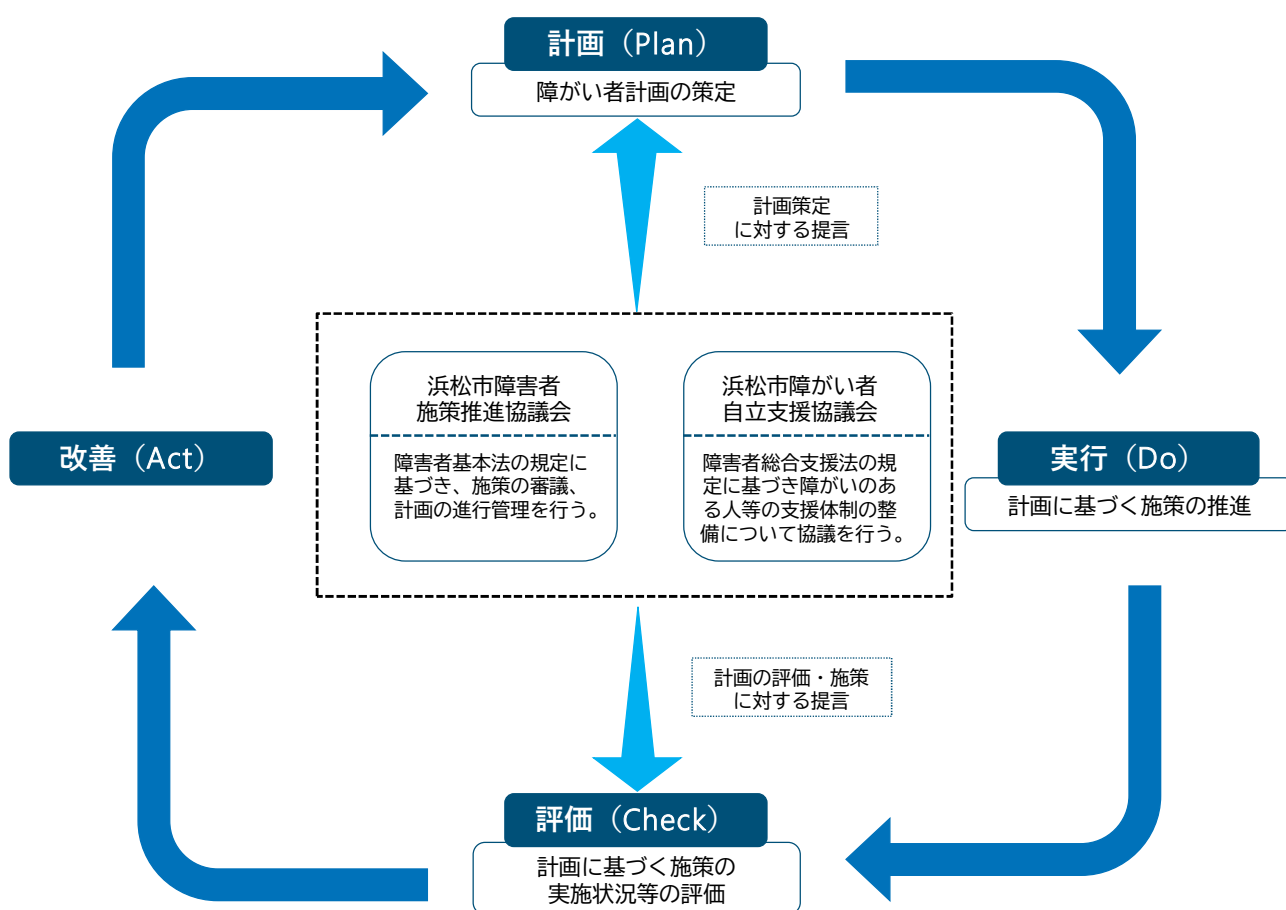 計画（Plan）
障がい者計画の策定
計画策定
に対する提言
浜松市障害者
施策推進協議会
障害者基本法の規定に
基づき、施策の審議、
計画の進行管理を行う。
浜松市障がい者
自立支援協議会
障害者総合支援法の規
定に基づき障がいのあ
る人等の支援体制の整
備について協議を行う。
改善（Act）
実行（Do）
計画に基づく施策の推進
計画の評価・施策
に対する提言
評価（Check）
計画に基づく施策の
実施状況等の評価